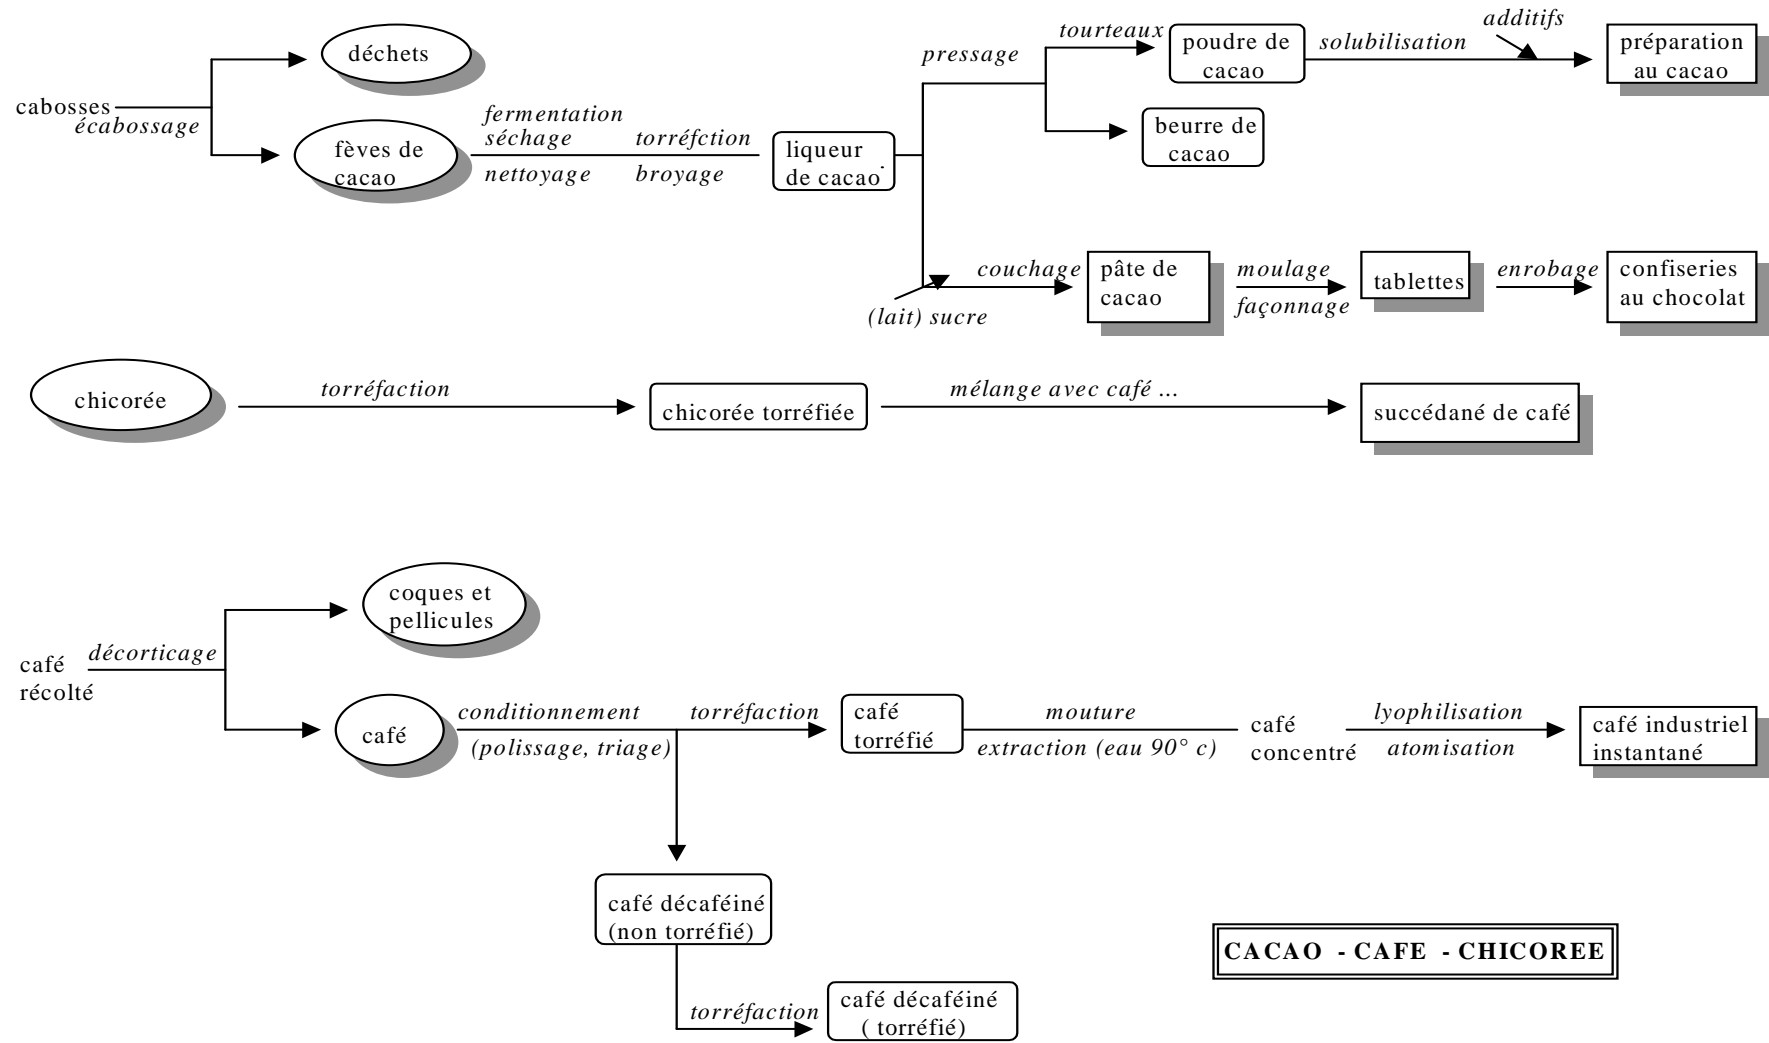 additifs
tourteaux
poudre de
cacao
solubilisation
préparation
au cacao
déchets
pressage
cabosses
écabossage
fermentation
séchage
nettoyage
torréfction
broyage
beurre de
cacao
fèves de
cacao
liqueur
de cacao
couchage
pâte de
cacao
moulage
façonnage
tablettes
enrobage
confiseries
au chocolat
(lait) sucre
chicorée
torréfaction
chicorée torréfiée
mélange avec café ...
succédané de café
coques et
pellicules
café
récolté
décorticage
café
conditionnement
(polissage, triage)
torréfaction
café
torréfié
mouture
extraction (eau 90° c)
café
concentré
lyophilisation
atomisation
café industriel
instantané
café décaféiné
(non torréfié)
CACAO - CAFE - CHICOREE
torréfaction
café décaféiné
( torréfié)